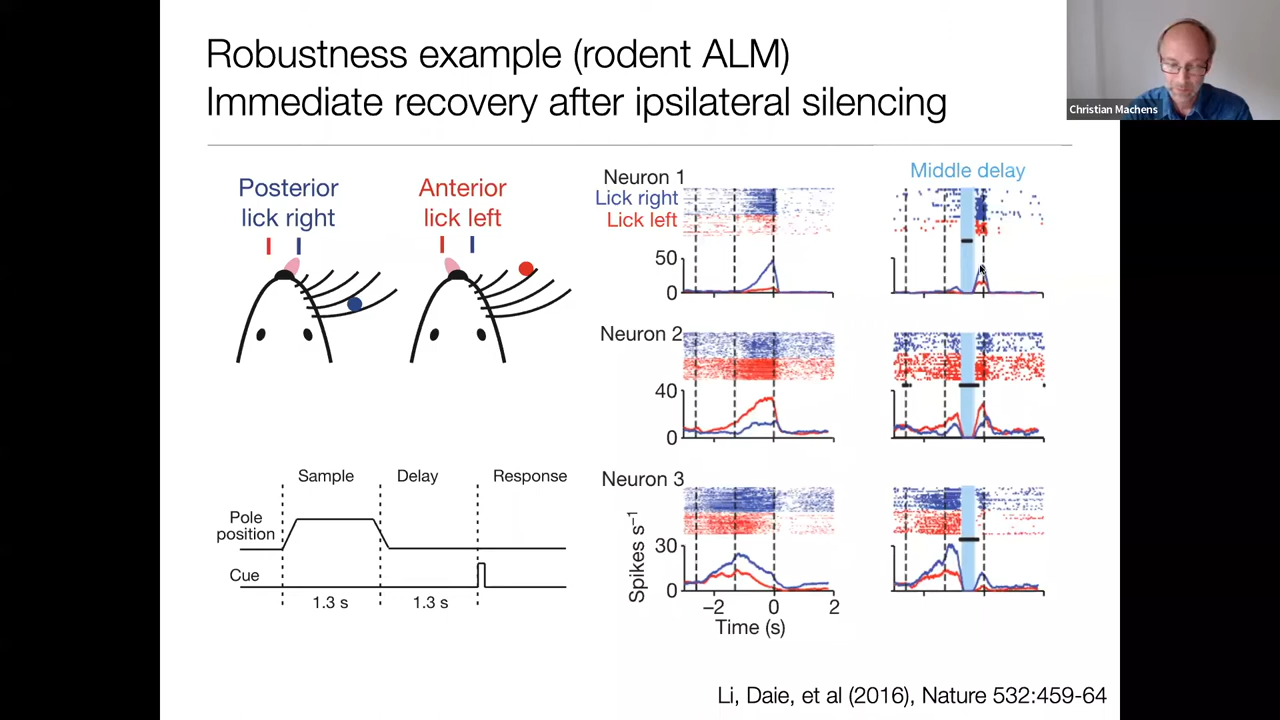 Robustness example (rodent ALM)
Immediate recovery after ipsilateral silencing
Christian Machens
Posterior
lick right
Anterior
lick left
Neuron 1
Lick right
Lick left
50
0
Middle delay
Neuron 2
40
0
Neuron 3
30
0
Spikes s⁻¹
−2
0
2
Time (s)
Sample
Delay
Response
Pole
position
Cue
1.3 s
1.3 s
Li, Daie, et al (2016), Nature 532:459-64